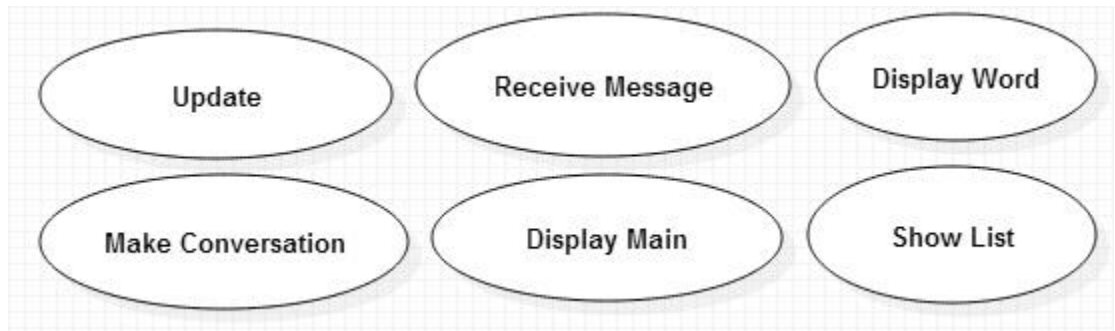 Update
Receive Message
Display Word
Make Conversation
Display Main
Show List